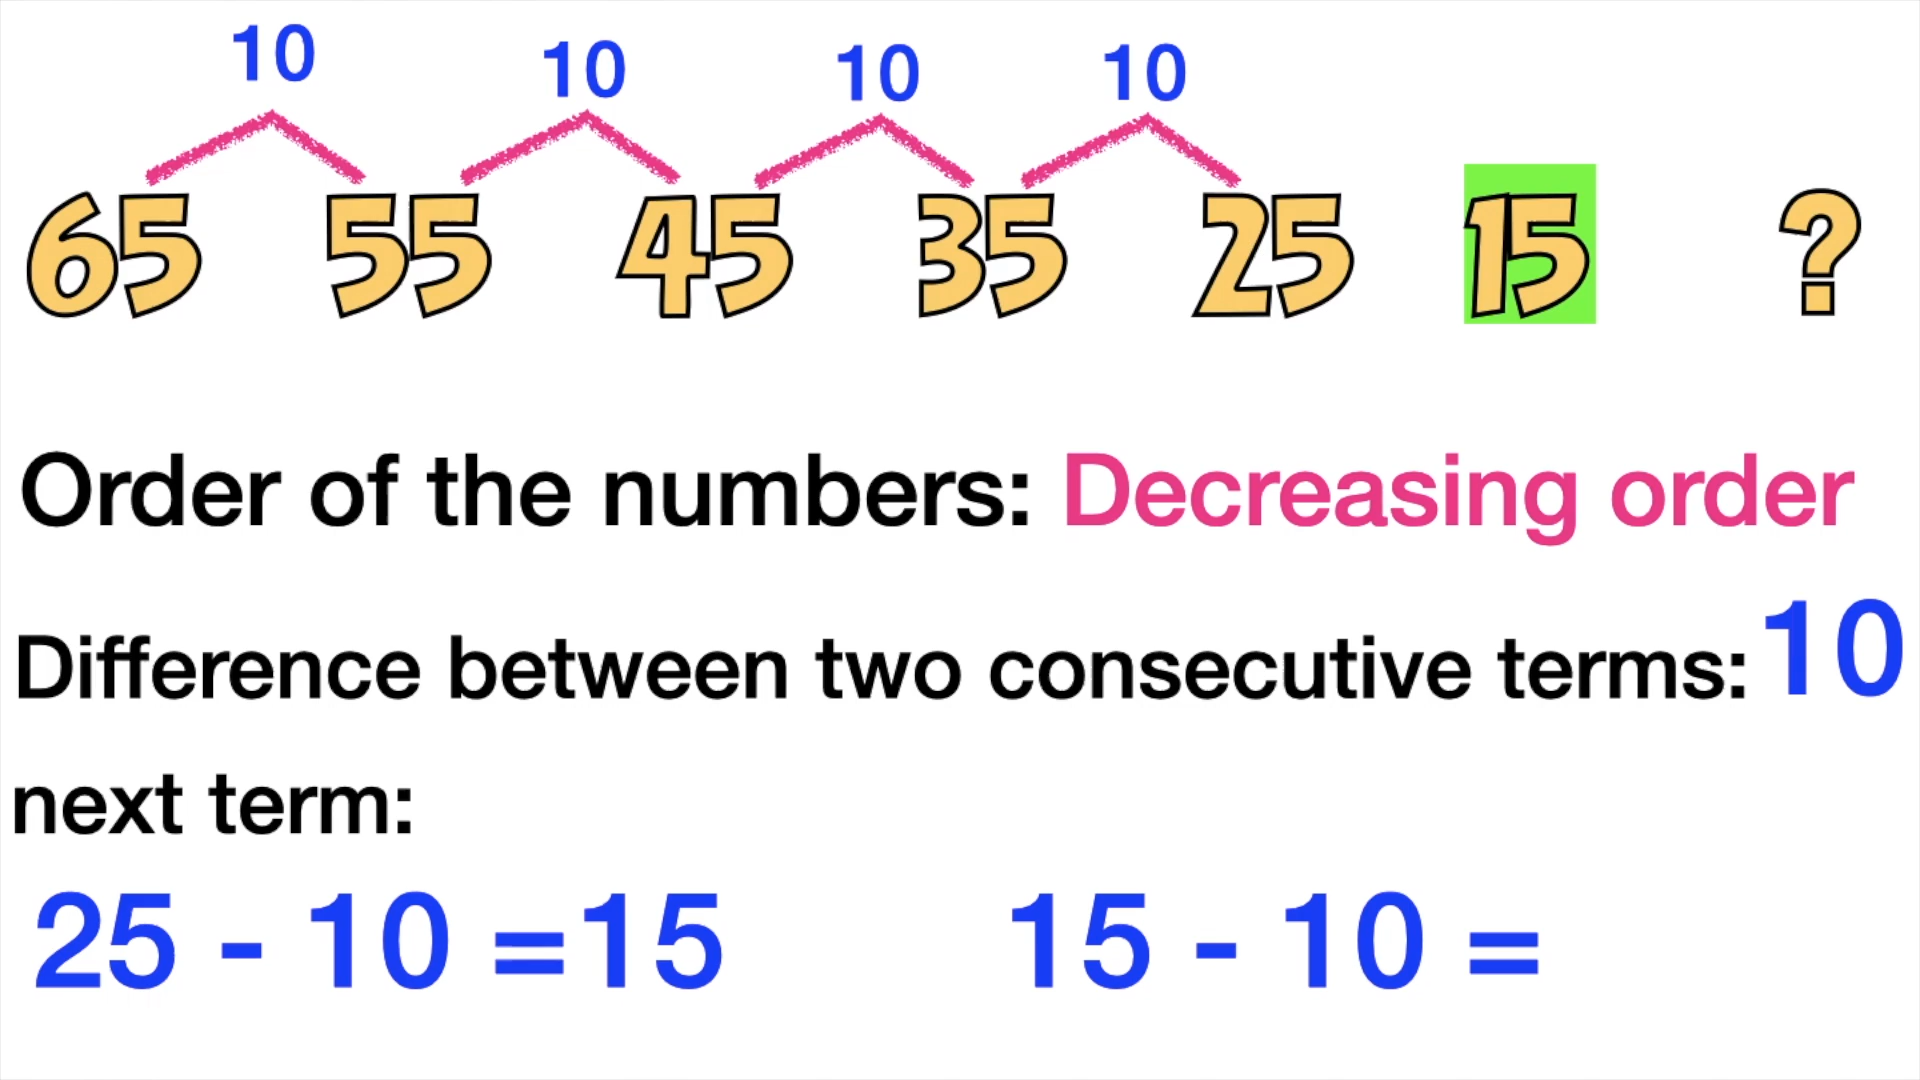 10 10 10 10
65 55 45 35 25 15 ?
Order of the numbers: Decreasing order
Difference between two consecutive terms: 10
next term:
25 - 10 =15 15 - 10 =